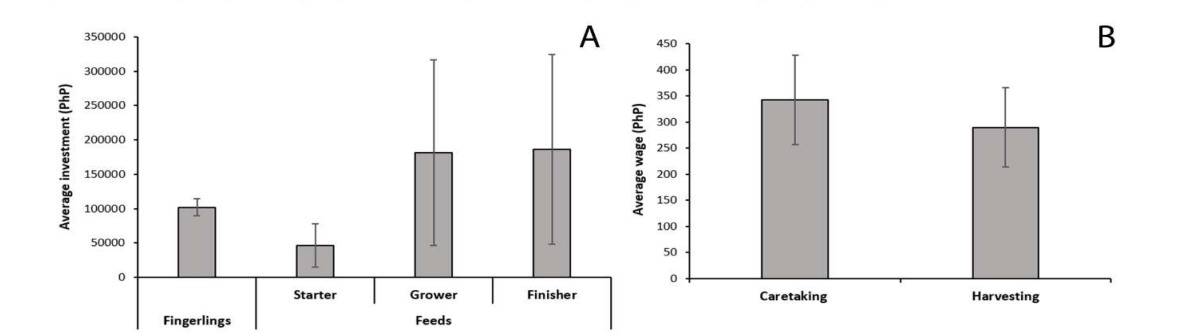 A
Average investment (PhP)
350000
300000
250000
200000
150000
100000
50000
0
Starter Grower Finisher
Fingerlings Feeds
B
Average wage (PhP)
450
400
350
300
250
200
150
100
50
0
Caretaking Harvesting